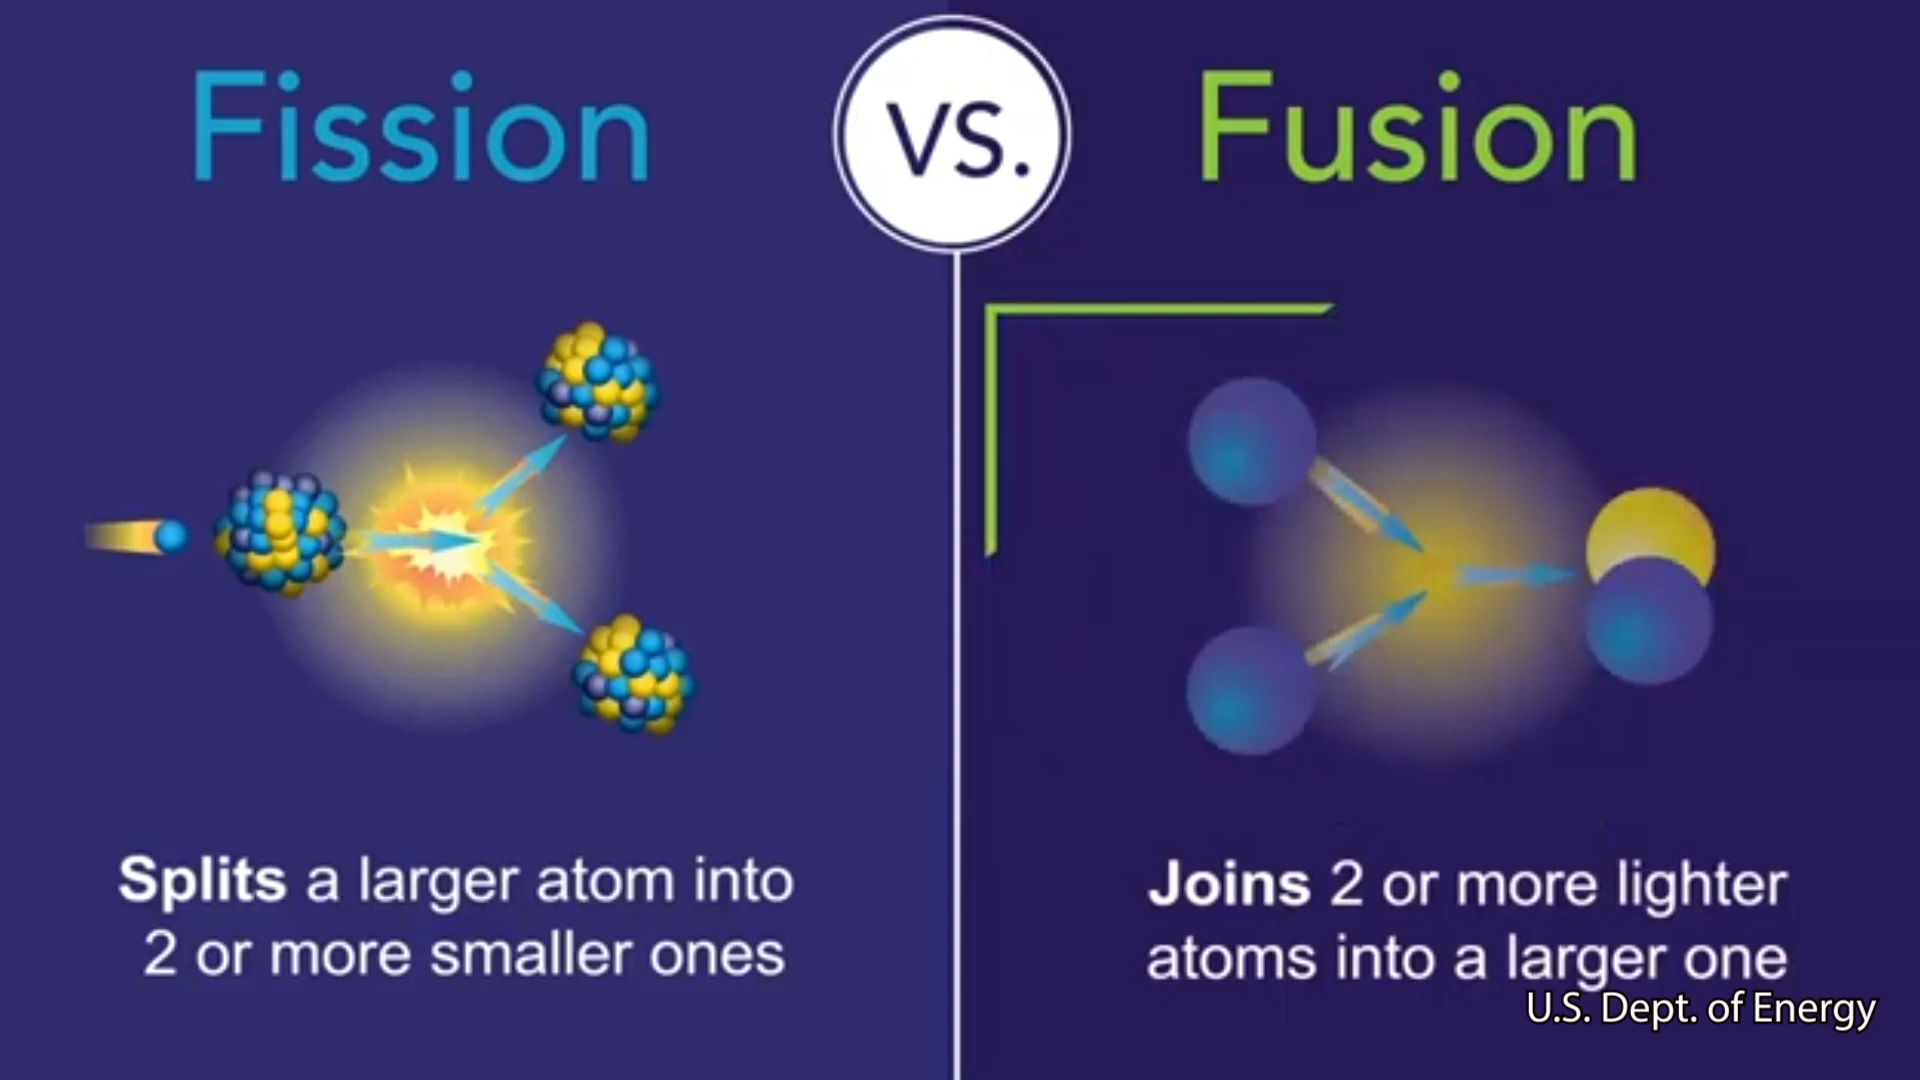 Fission
VS.
Fusion
Splits a larger atom into
2 or more smaller ones
Joins 2 or more lighter
atoms into a larger one
U.S. Dept. of Energy